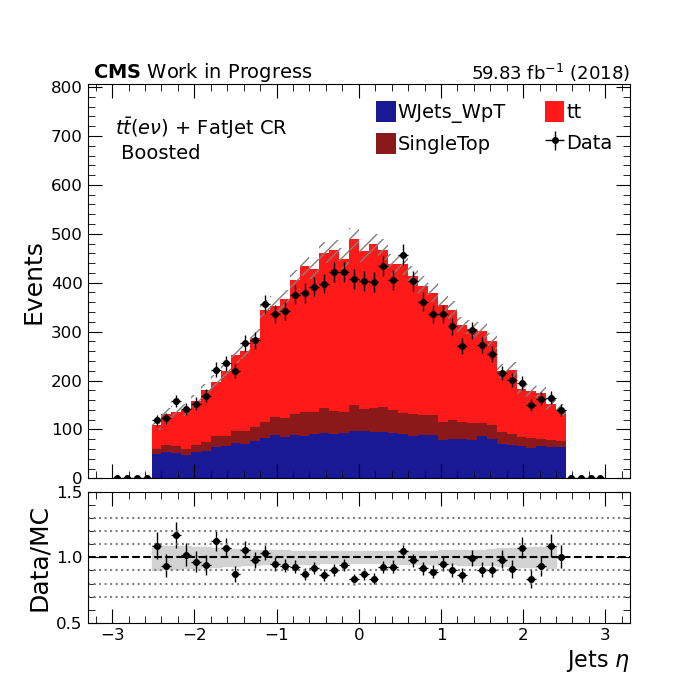 CMS Work in Progress 59.83 fb⁻¹ (2018)
800
700
600
500
400
300
200
100
0
Events
tt̄(eν) + FatJet CR
Boosted
WJets_WpT
tt
SingleTop
Data
1.5
1.0
0.5
Data/MC
−3 −2 −1 0 1 2 3
Jets η